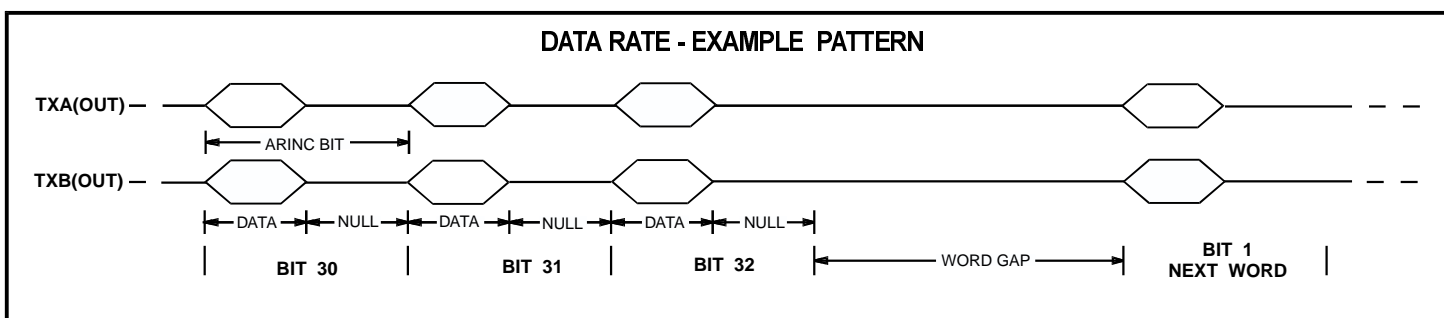 DATA RATE - EXAMPLE PATTERN
TXA(OUT)
ARINC BIT
TXB(OUT)
DATA NULL DATA NULL DATA NULL
BIT 30 BIT 31 BIT 32 WORD GAP BIT 1
NEXT WORD